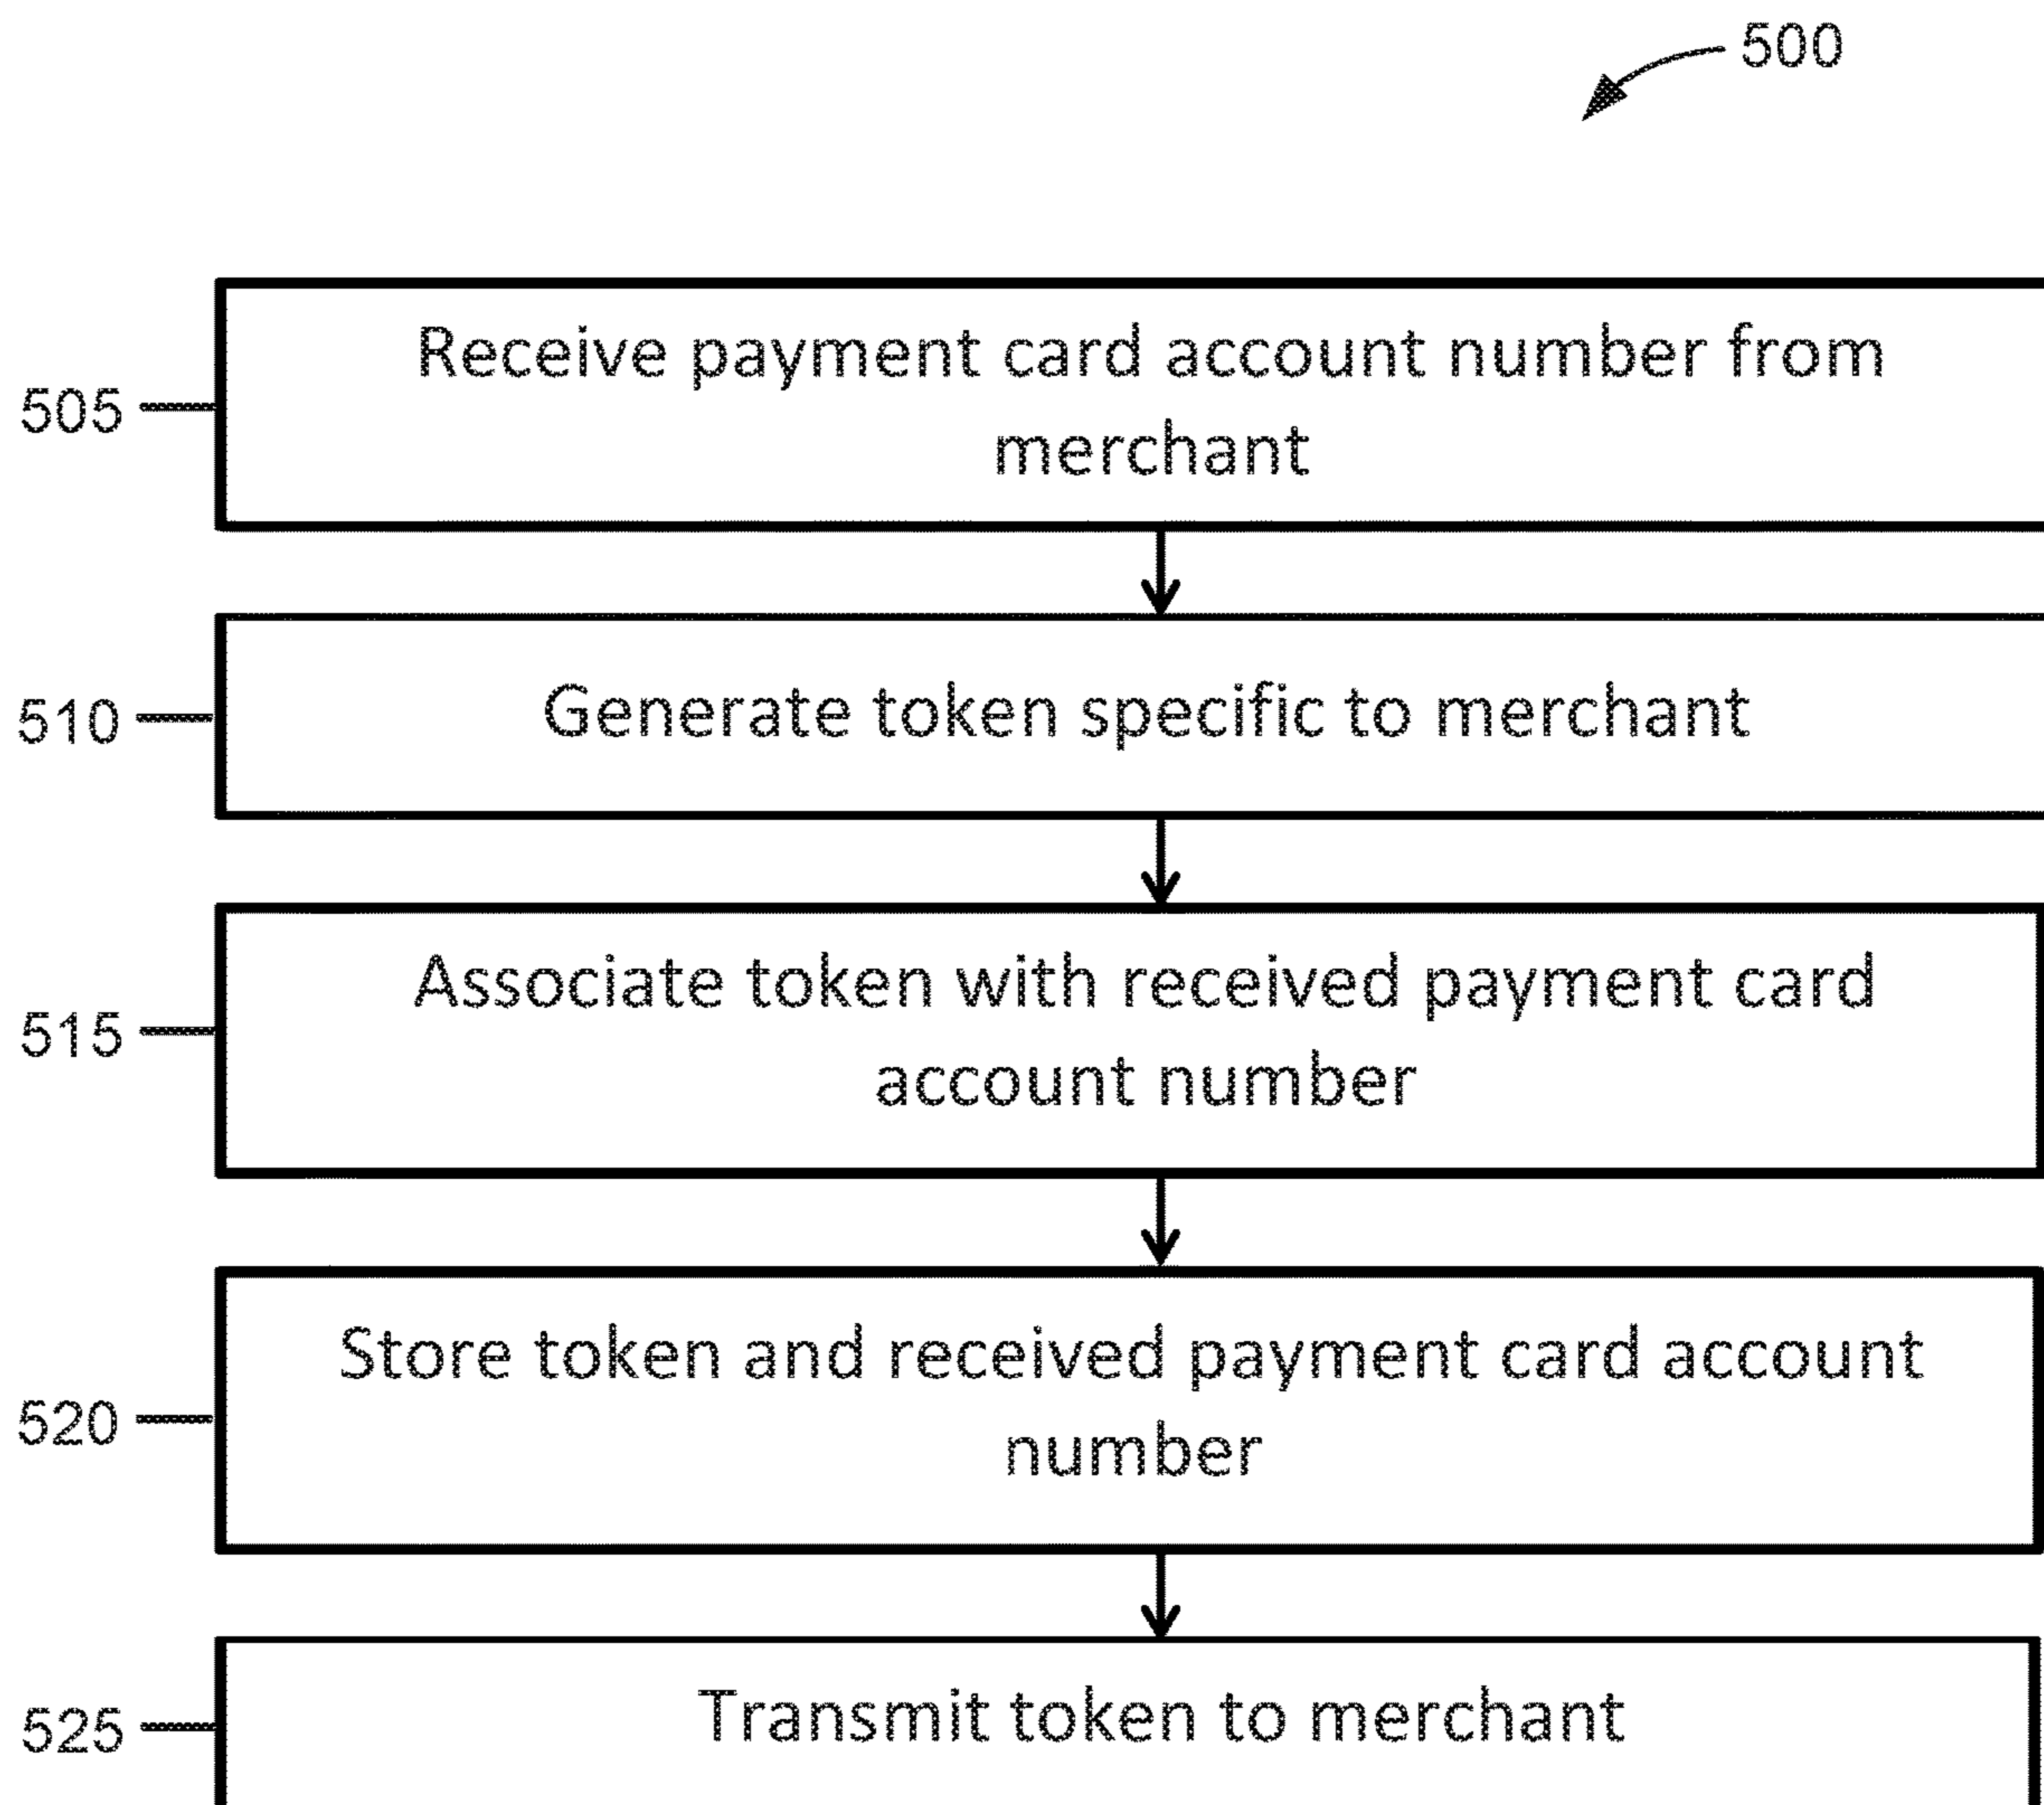 500
505
Receive payment card account number from
merchant
510
Generate token specific to merchant
515
Associate token with received payment card
account number
520
Store token and received payment card account
number
525
Transmit token to merchant